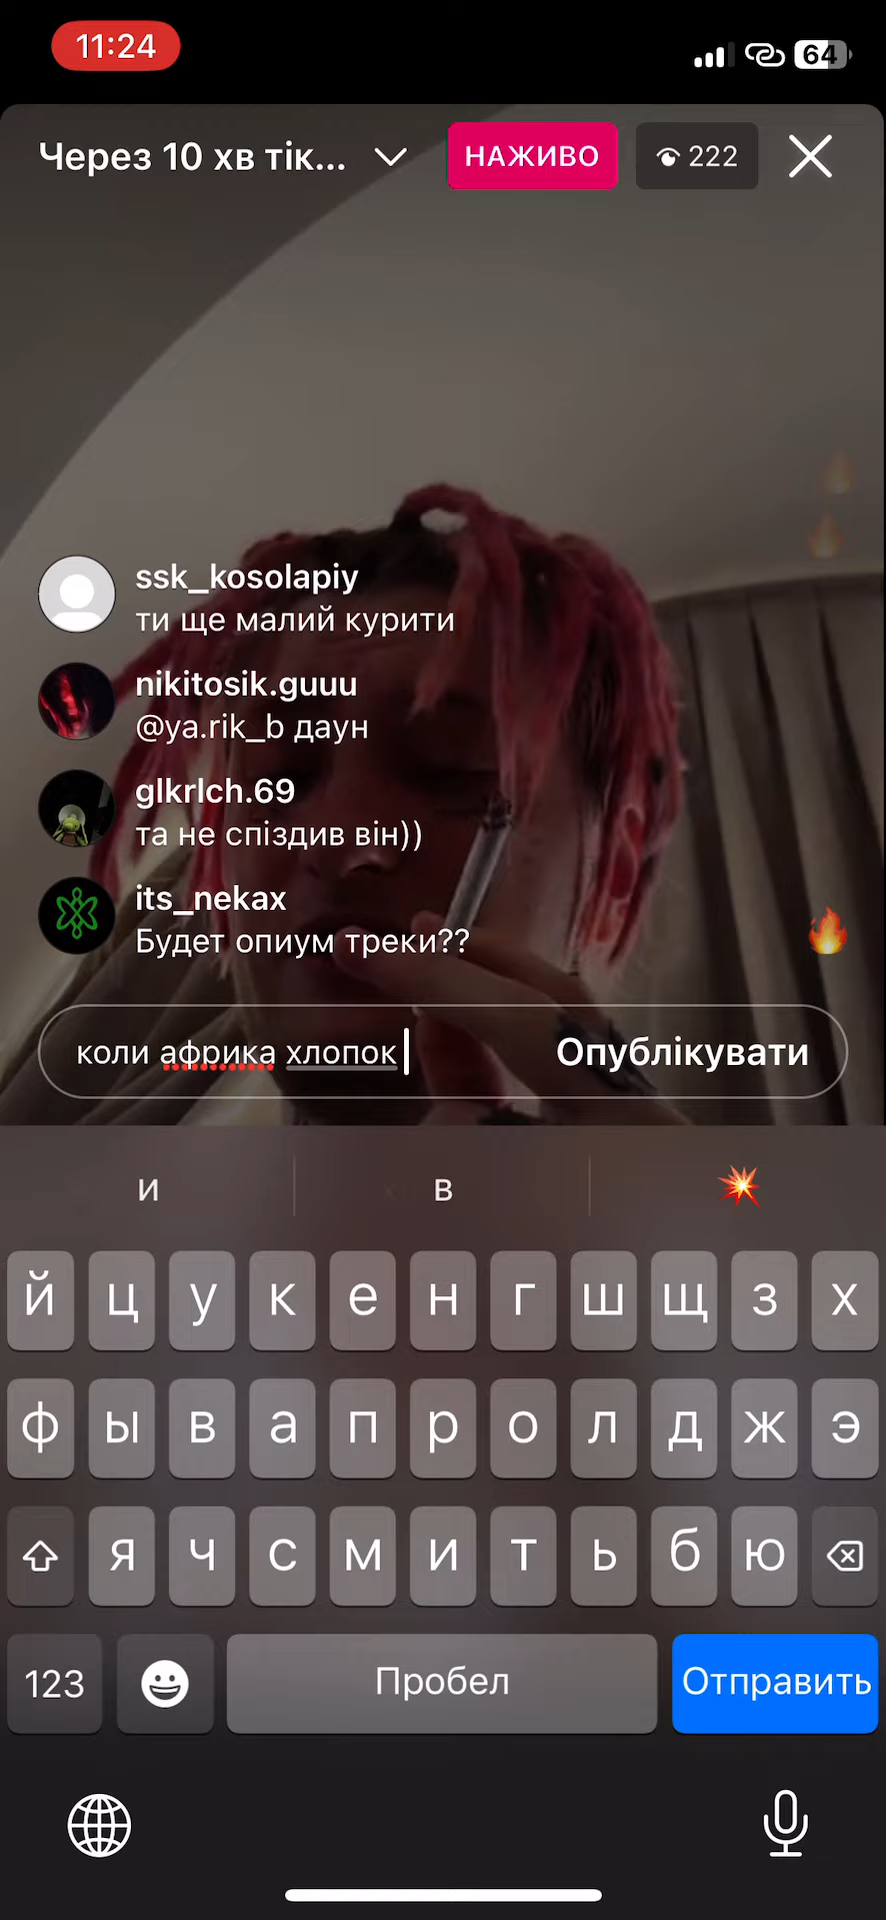 11:24
64
Через 10 хв тік...
НАЖИВО
222
ssk_kosolapiy
ти ще малий курити
nikitosik.guuu
@ya.rik_b даун
glkrlch.69
та не спіздив він))
its_nekax
Будет опиум треки??
коли африка хлопок
Опублікувати
и в
й ц у к е н г ш щ з х
ф ы в а п р о л д ж э
я ч с м и т ь б ю
123 Пробел Отправить